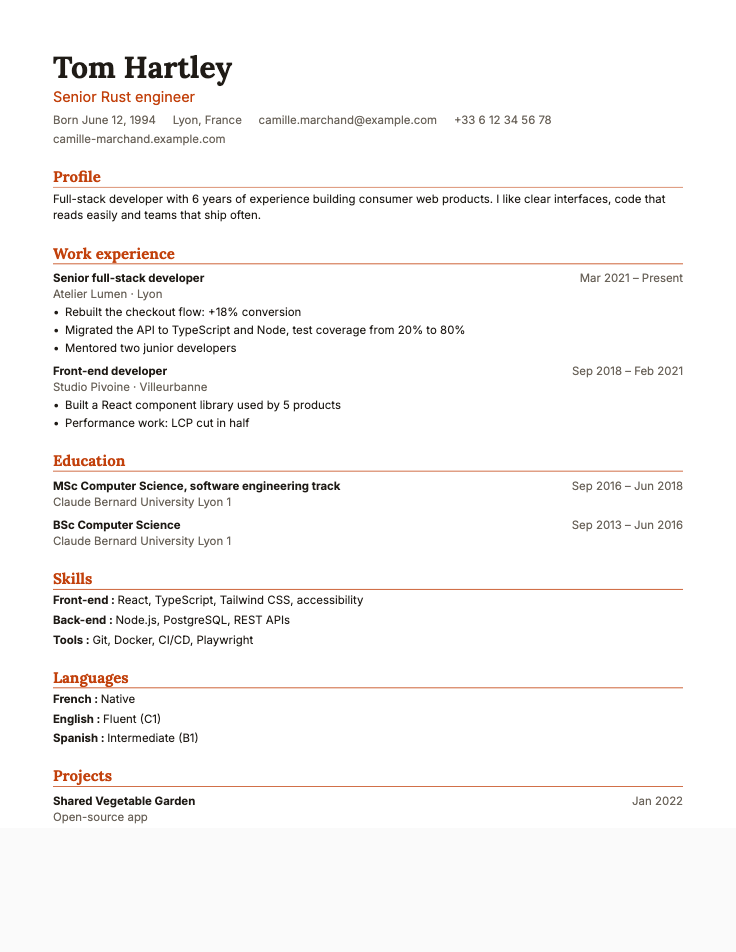 Tom Hartley
Senior Rust engineer
Born June 12, 1994 Lyon, France camille.marchand@example.com +33 6 12 34 56 78
camille-marchand.example.com
Profile
Full-stack developer with 6 years of experience building consumer web products. I like clear interfaces, code that
reads easily and teams that ship often.
Work experience
Senior full-stack developer Mar 2021 – Present
Atelier Lumen · Lyon
• Rebuilt the checkout flow: +18% conversion
• Migrated the API to TypeScript and Node, test coverage from 20% to 80%
• Mentored two junior developers
Front-end developer Sep 2018 – Feb 2021
Studio Pivoine · Villeurbanne
• Built a React component library used by 5 products
• Performance work: LCP cut in half
Education
MSc Computer Science, software engineering track Sep 2016 – Jun 2018
Claude Bernard University Lyon 1
BSc Computer Science Sep 2013 – Jun 2016
Claude Bernard University Lyon 1
Skills
Front-end : React, TypeScript, Tailwind CSS, accessibility
Back-end : Node.js, PostgreSQL, REST APIs
Tools : Git, Docker, CI/CD, Playwright
Languages
French : Native
English : Fluent (C1)
Spanish : Intermediate (B1)
Projects
Shared Vegetable Garden Jan 2022
Open-source app